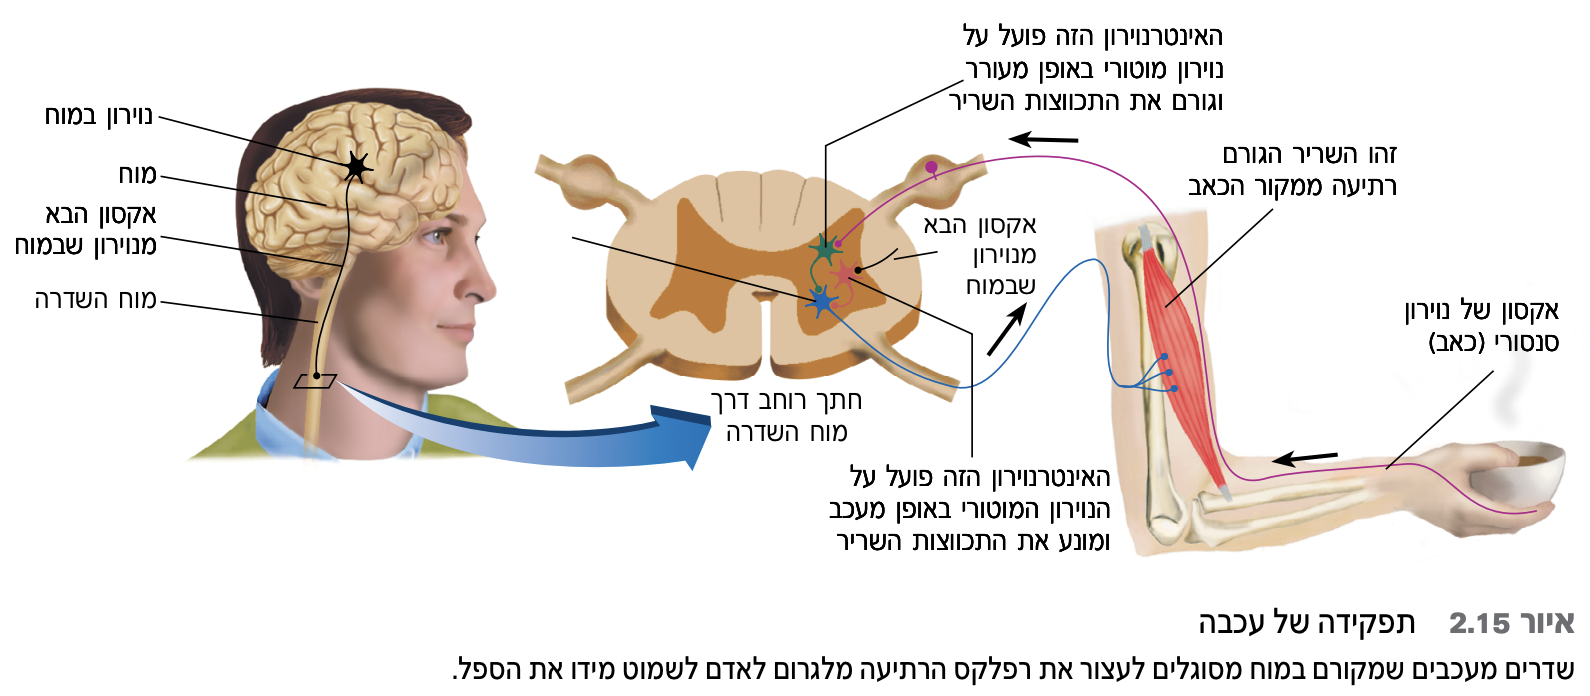 האינטרנוירון הזה פועל על
נוירון מוטורי באופן מעורר
וגורם את התכווצות השריר
זהו השריר הגורם
רתיעה ממקור הכאב
אקסון של נוירון
סנסורי (כאב)
אקסון הבא
מנוירון
שבמוח
נוירון במוח
מוח
אקסון הבא
מנוירון שבמוח
מוח השדרה
חתך רוחב דרך
מוח השדרה
האינטרנוירון הזה פועל על
הנוירון המוטורי באופן מעכב
ומונע את התכווצות השריר
איור 2.15 תפקידה של עכבה
שדרים מעכבים שמקורם במוח מסוגלים לעצור את רפלקס הרתיעה מלגרום לאדם לשמוט מידו את הספל.